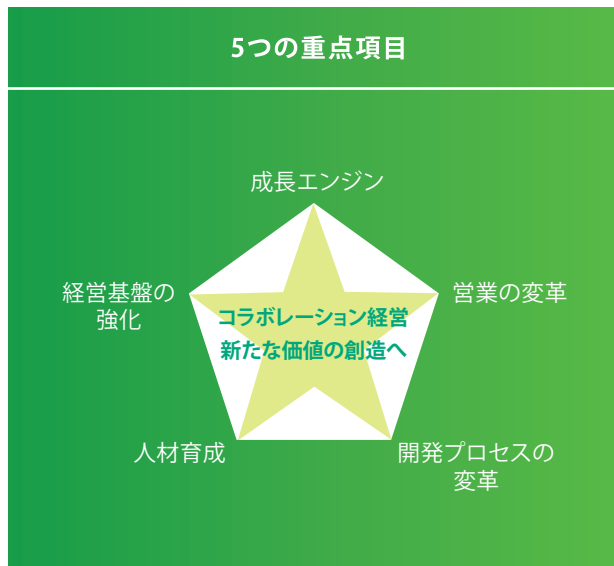 5つの重点項目
成長エンジン
経営基盤の
強化
営業の変革
コラボレーション経営
新たな価値の創造へ
人材育成
開発プロセスの
変革